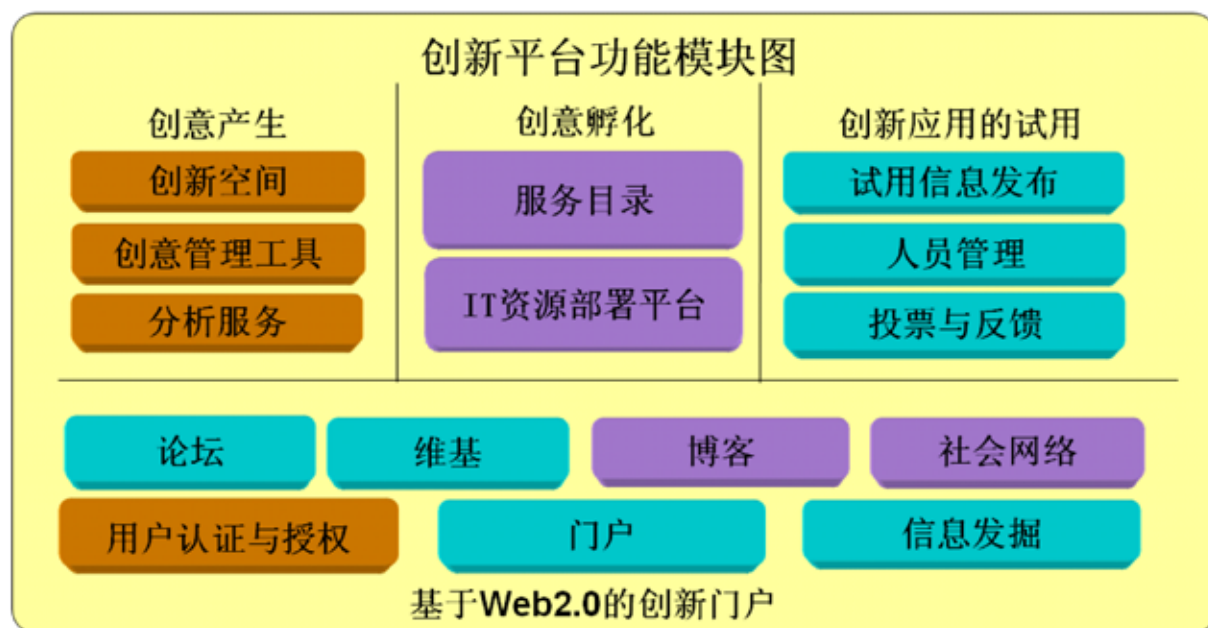 创新平台功能模块图
创意产生
创新空间
创意管理工具
分析服务
创意孵化
服务目录
IT资源部署平台
创新应用的试用
试用信息发布
人员管理
投票与反馈
论坛
维基
博客
社会网络
用户认证与授权
门户
信息发掘
基于Web2.0的创新门户